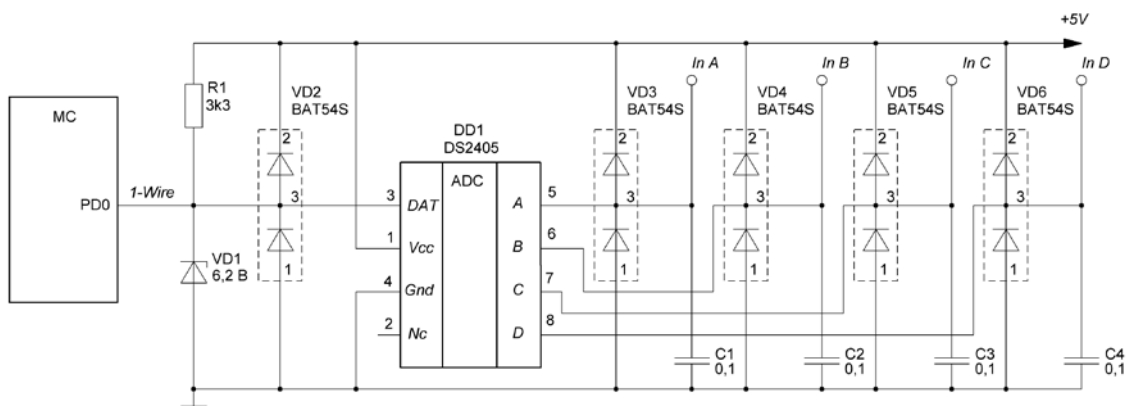 +5V
In A
In B
In C
In D
R1
3k3
VD2
BAT54S
VD3
BAT54S
VD4
BAT54S
VD5
BAT54S
VD6
BAT54S
MC
DD1
DS2405
2
2
2
2
2
ADC
1-Wire
PD0
3
3
DAT
A
5
3
3
3
3
1
Vcc
B
6
VD1
6,2 В
1
1
1
1
1
4
Gnd
C
7
2
Nc
D
8
C1
0,1
C2
0,1
C3
0,1
C4
0,1